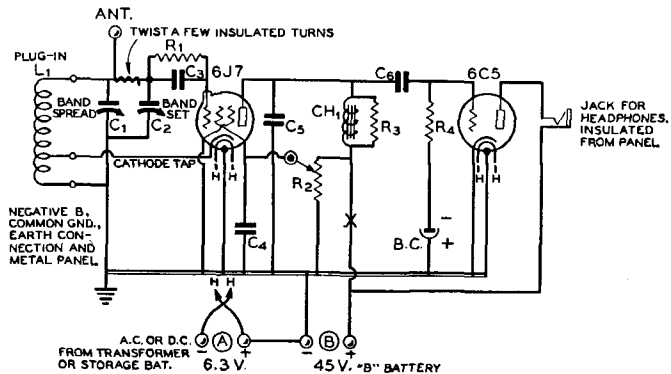 ANT.
TWIST A FEW INSULATED TURNS
PLUG-IN
L1
R1
C3
6J7
C6
6C5
BAND
SPREAD
C1
BAND
SET
C2
C5
CH1
R3
R4
JACK FOR
HEADPHONES,
INSULATED
FROM PANEL
CATHODE TAP
H H
R2
H H
NEGATIVE B,
COMMON GND.,
EARTH CON-
NECTION AND
METAL PANEL
C4
B.C.
-
+
H H
A.C. OR D.C.
FROM TRANSFORMER
OR STORAGE BAT.
- A +
6.3 V.
- B +
45 V. "B" BATTERY